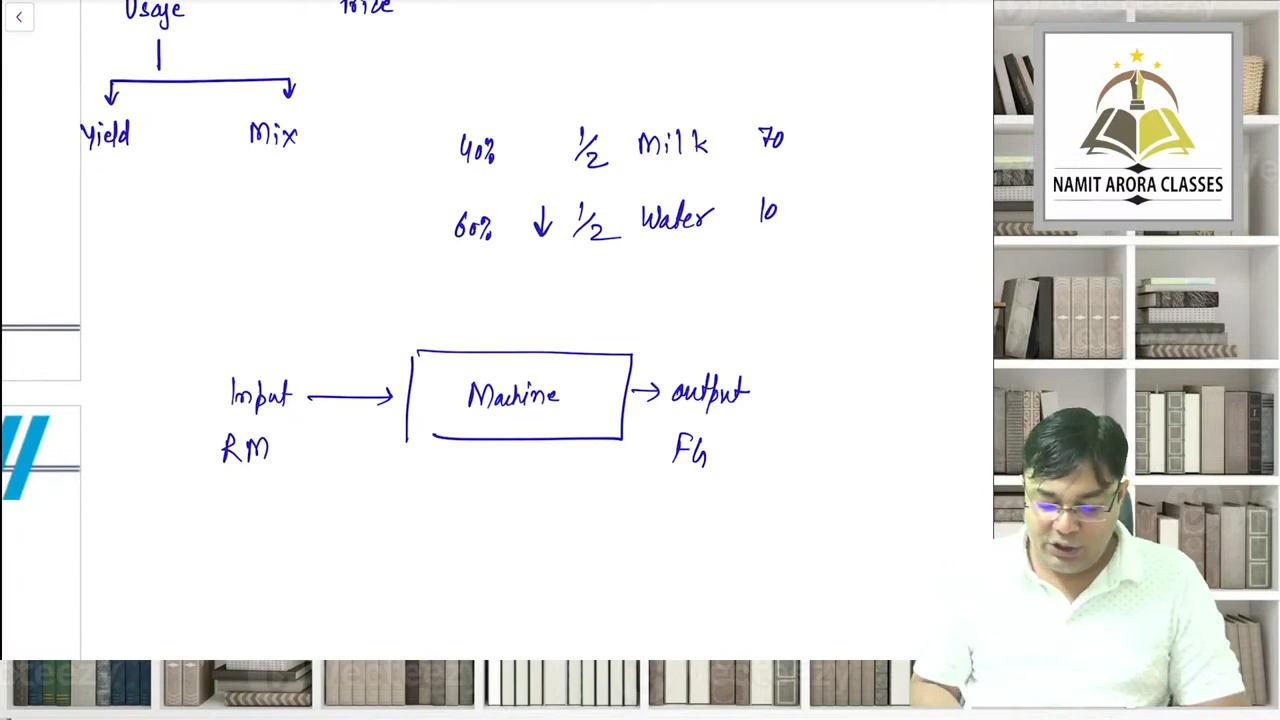 Usage Price
Yield Mix
40% 1/2 Milk 70
60% ↓ 1/2 Water 10
Input → Machine → output
RM FG
NAMIT ARORA CLASSES